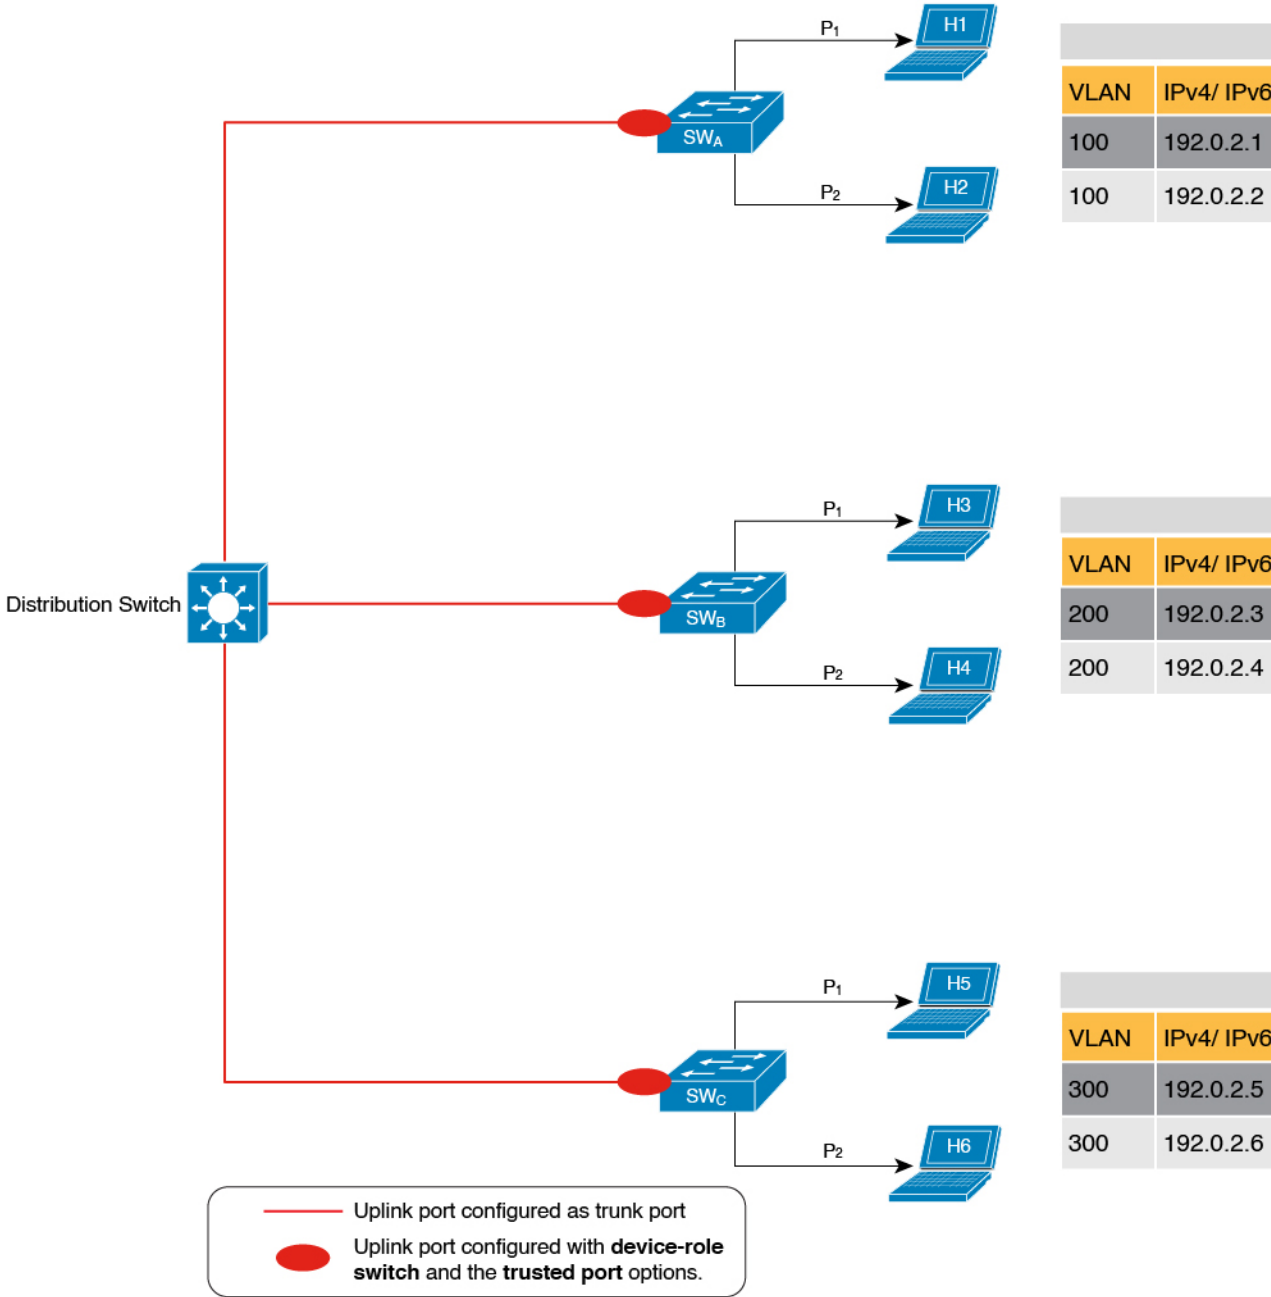 P1
H1
SWA
P2
H2
VLAN IPv4/ IPv6
100 192.0.2.1
100 192.0.2.2
P1
H3
Distribution Switch
SWB
P2
H4
VLAN IPv4/ IPv6
200 192.0.2.3
200 192.0.2.4
P1
H5
SWC
P2
H6
VLAN IPv4/ IPv6
300 192.0.2.5
300 192.0.2.6
Uplink port configured as trunk port
Uplink port configured with device-role
switch and the trusted port options.